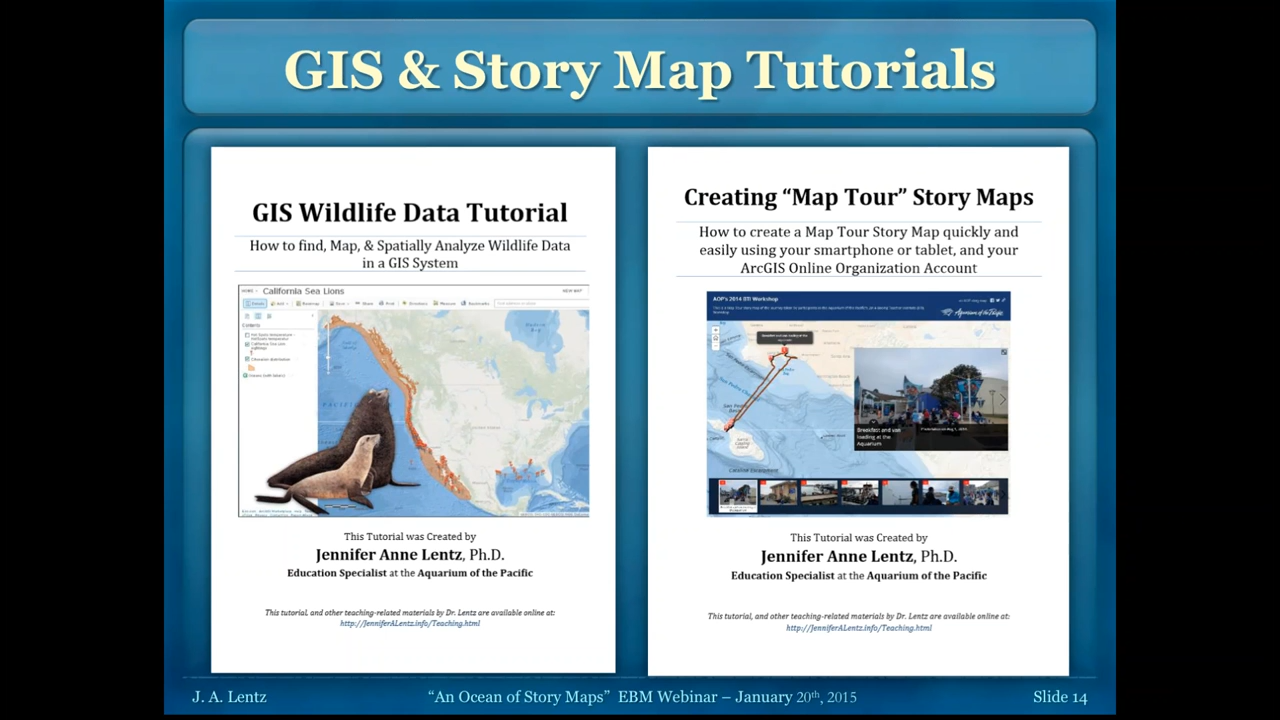 GIS & Story Map Tutorials
GIS Wildlife Data Tutorial
How to find, Map, & Spatially Analyze Wildlife Data
in a GIS System
California Sea Lions
This Tutorial was Created by
Jennifer Anne Lentz, Ph.D.
Education Specialist at the Aquarium of the Pacific
This tutorial, and other teaching-related materials by Dr. Lentz are available online at:
http://JenniferALentz.info/Teaching.html
Creating “Map Tour” Story Maps
How to create a Map Tour Story Map quickly and
easily using your smartphone or tablet, and your
ArcGIS Online Organization Account
AOP's 2014 BTI Workshop
Aquarium of the Pacific
Breakfast and van
loading at the
Aquarium
This Tutorial was Created by
Jennifer Anne Lentz, Ph.D.
Education Specialist at the Aquarium of the Pacific
This tutorial, and other teaching-related materials by Dr. Lentz are available online at:
http://JenniferALentz.info/Teaching.html
J. A. Lentz “An Ocean of Story Maps” EBM Webinar – January 20th, 2015 Slide 14